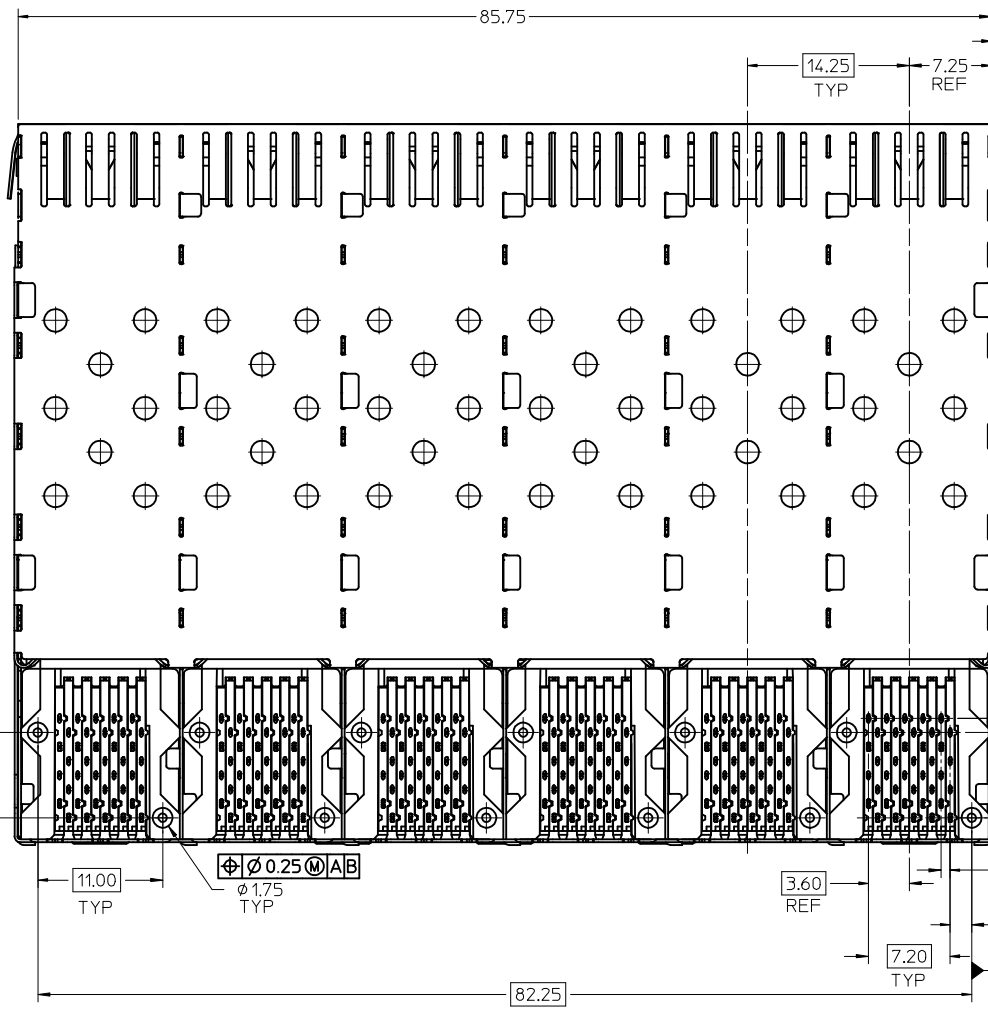 85.75
14.25
TYP
7.25
REF
11.00
TYP
⌖ Ø 0.25 Ⓜ A B
Ø 1.75
TYP
3.60
REF
7.20
TYP
82.25